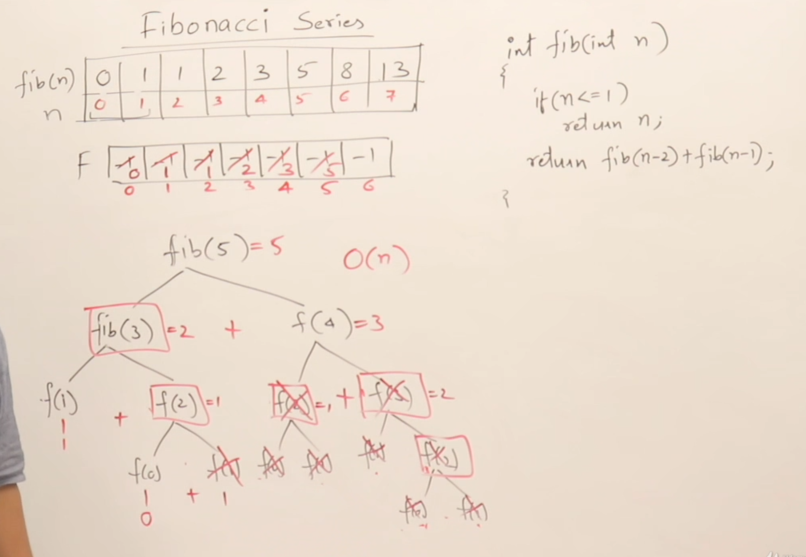 Fibonacci Series
fib(n) 0 1 1 2 3 5 8 13
n 0 1 2 3 4 5 6 7
F -1 0 -1 1 -1 1 -1 2 -1 3 -1 5 -1
0 1 2 3 4 5 6
fib(5)=5 O(n)
fib(3)=2 + f(4)=3
f(1) + f(2)=1 f(2)=1 + f(3)=2
1
f(0) + f(1) f(0) f(1) f(1) f(2)
0 1
f(0) f(1)
int fib(int n)
{
if(n<=1)
return n;
return fib(n-2)+fib(n-1);
}